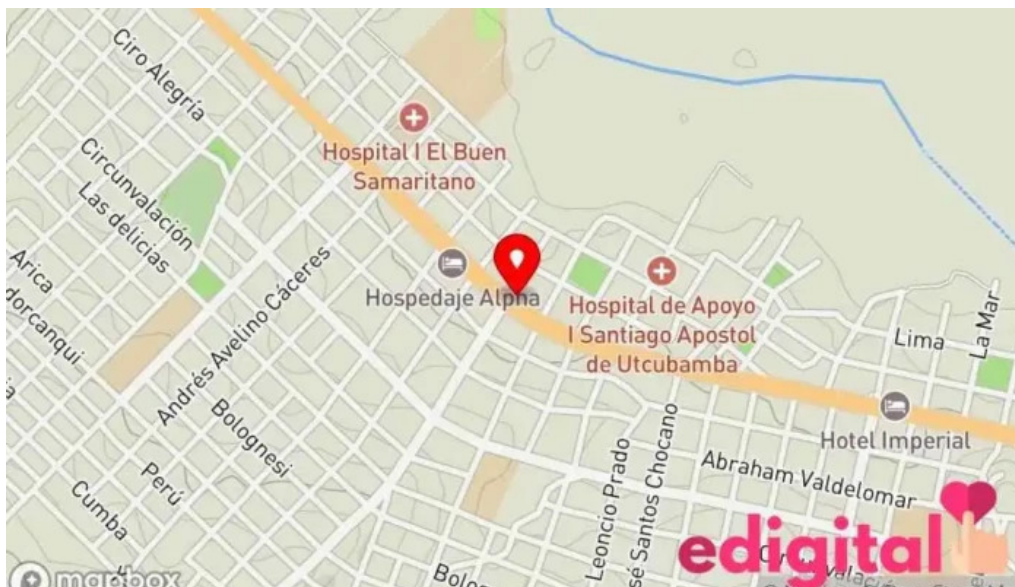 Ciro Alegría
Hospital I El Buen
Samaritano
Circunvalación
Las delicias
Arica
dorcanqui
Andrés Avelino Cáceres
Hospedaje Alpha
Hospital de Apoyo
I Santiago Apostol
de Utcubamba
Lima
La Mar
Hotel Imperial
Bolognesi
Perú
Cumba
Leoncio Prado
sé Santos Chocano
Abraham Valdelomar
edigital
mapbox